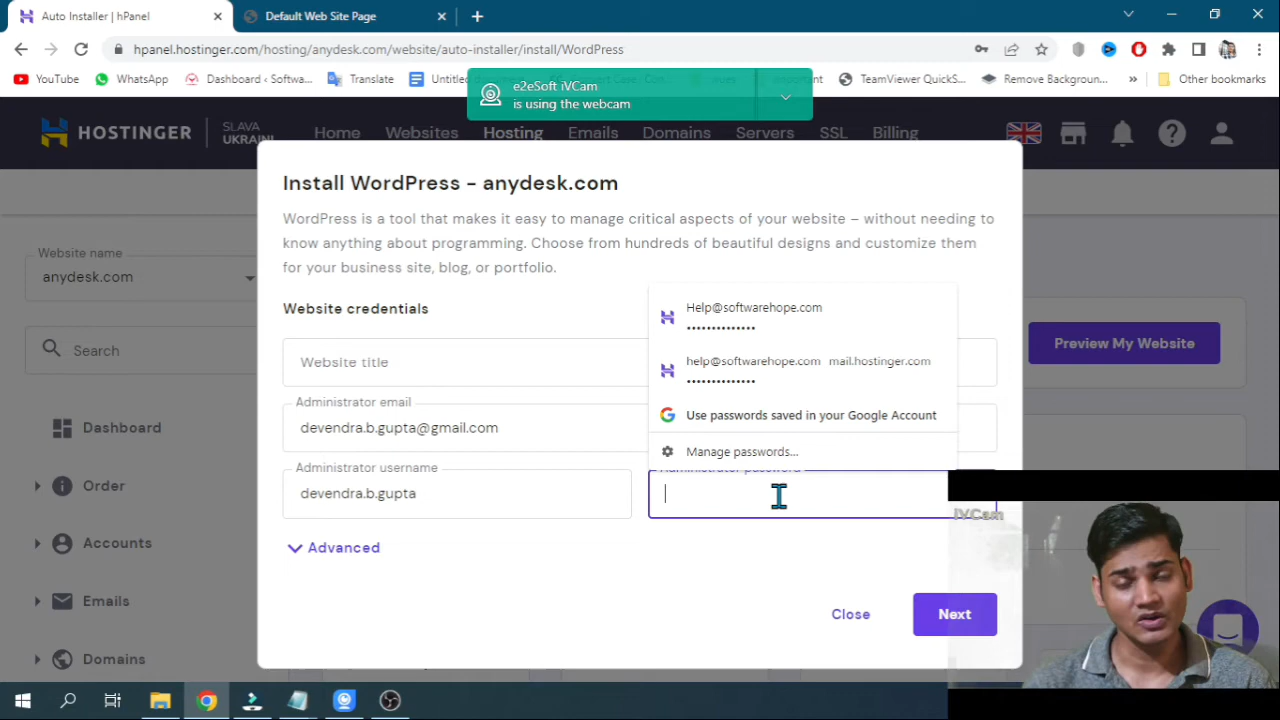 Auto Installer | hPanel
Default Web Site Page
hpanel.hostinger.com/hosting/anydesk.com/website/auto-installer/install/WordPress
YouTube
WhatsApp
Dashboard ‹ Softwa...
Translate
Untitled
TeamViewer QuickS...
Remove Backgroun...
Other bookmarks
e2eSoft iVCam
is using the webcam
HOSTINGER
SLAVA
UKRAINI
Home
Websites
Hosting
Emails
Domains
Servers
SSL
Billing
Install WordPress - anydesk.com
WordPress is a tool that makes it easy to manage critical aspects of your website – without needing to
know anything about programming. Choose from hundreds of beautiful designs and customize them
for your business site, blog, or portfolio.
Website name
anydesk.com
Search
Dashboard
Order
Accounts
Emails
Domains
Preview My Website
Website credentials
Website title
Administrator email
devendra.b.gupta@gmail.com
Administrator username
devendra.b.gupta
Help@softwarehope.com
••••••••••••••
help@softwarehope.com mail.hostinger.com
••••••••••••••
Use passwords saved in your Google Account
Manage passwords...
Administrator password
Advanced
Close
Next
iVCam